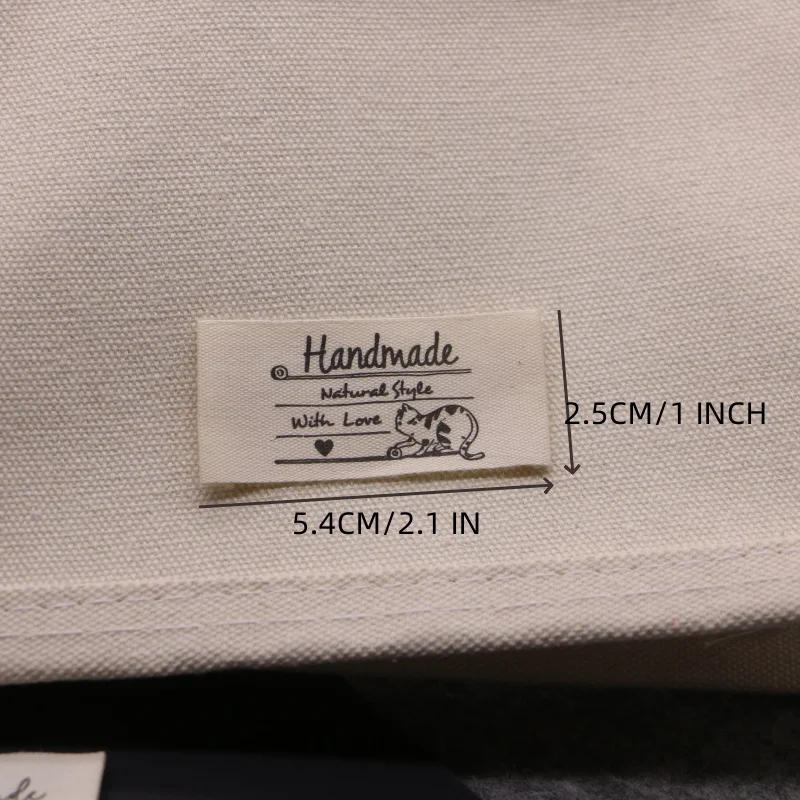 Handmade
Natural Style
With Love
2.5CM/1 INCH
5.4CM/2.1 IN